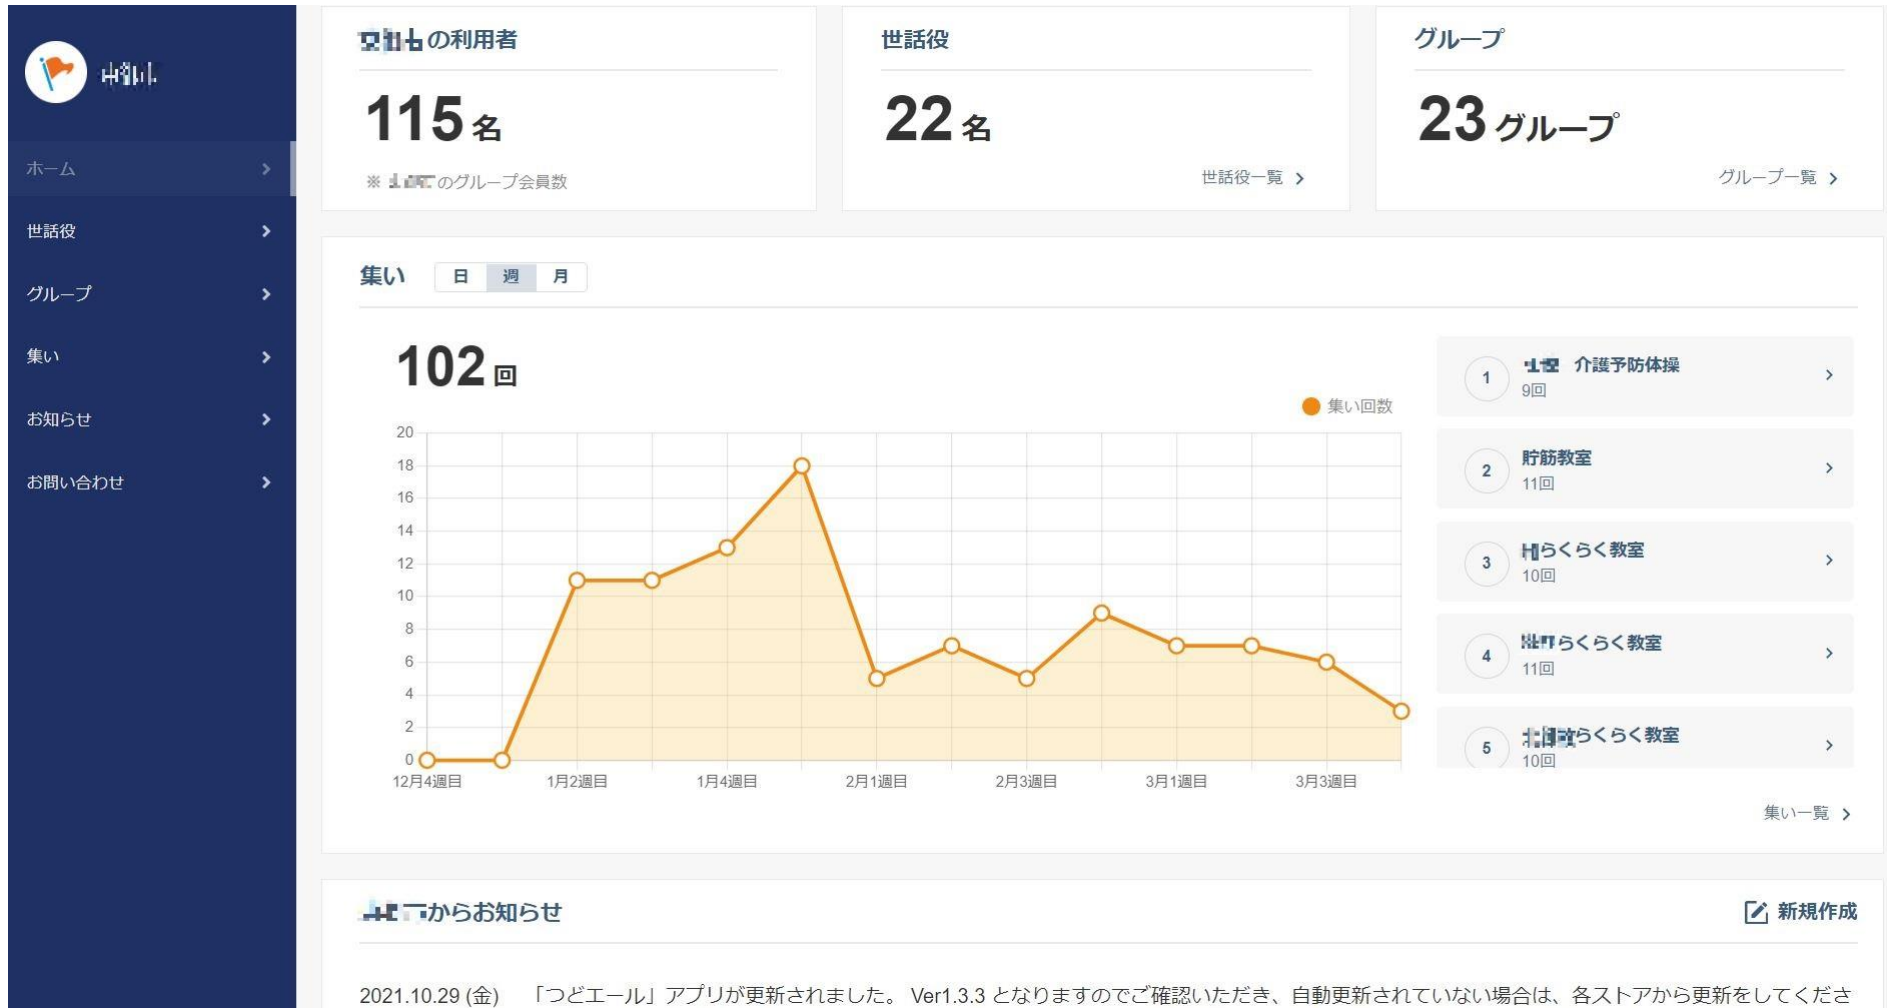 の利用者
115名
※ のグループ会員数
世話役
22名
世話役一覧
グループ
23グループ
グループ一覧
ホーム
世話役
グループ
集い
お知らせ
お問い合わせ
集い 日 週 月
102回
集い回数
20
18
16
14
12
10
8
6
4
2
0
12月4週目 1月2週目 1月4週目 2月1週目 2月3週目 3月1週目 3月3週目
1 介護予防体操
9回
2 貯筋教室
11回
3 らくらく教室
10回
4 らくらく教室
11回
5 らくらく教室
10回
集い一覧
からお知らせ
新規作成
2021.10.29 (金) 「つどエール」アプリが更新されました。 Ver1.3.3 となりますのでご確認いただき、自動更新されていない場合は、各ストアから更新をしてくださ